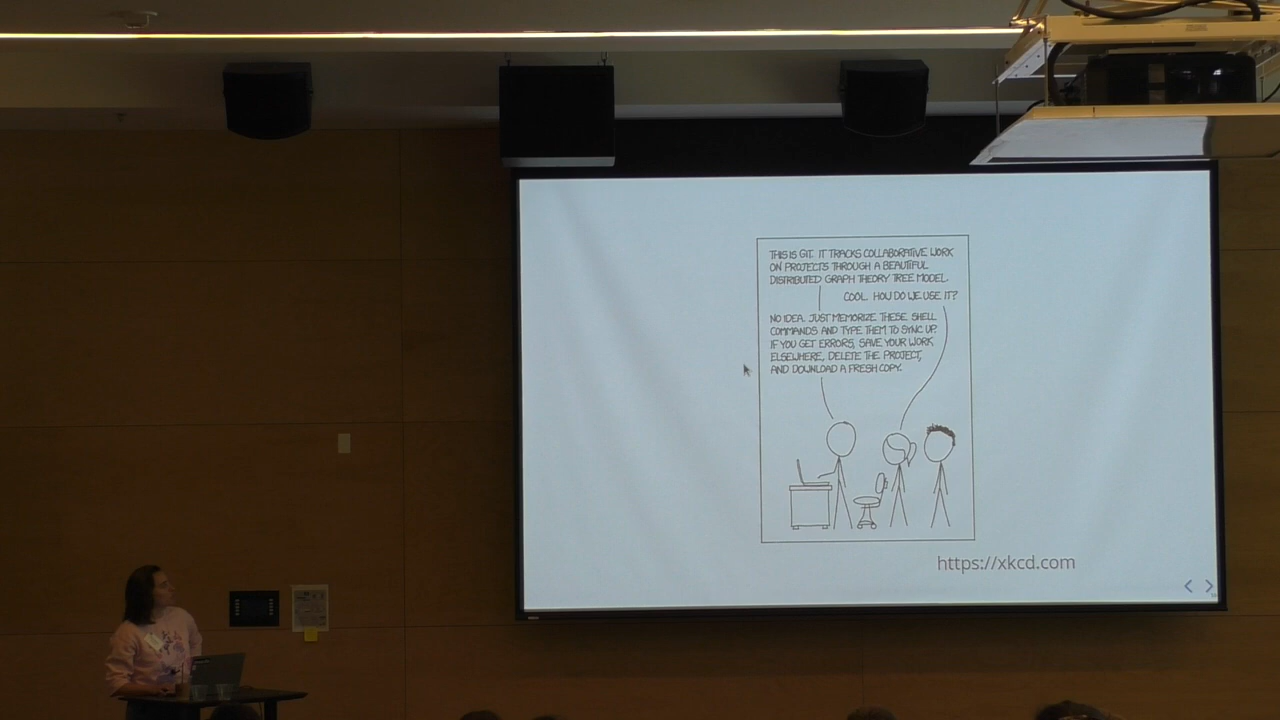 THIS IS GIT. IT TRACKS COLLABORATIVE WORK
ON PROJECTS THROUGH A BEAUTIFUL
DISTRIBUTED GRAPH THEORY TREE MODEL.
COOL. HOW DO WE USE IT?
NO IDEA. JUST MEMORIZE THESE SHELL
COMMANDS AND TYPE THEM TO SYNC UP.
IF YOU GET ERRORS, SAVE YOUR WORK
ELSEWHERE, DELETE THE PROJECT,
AND DOWNLOAD A FRESH COPY.
https://xkcd.com